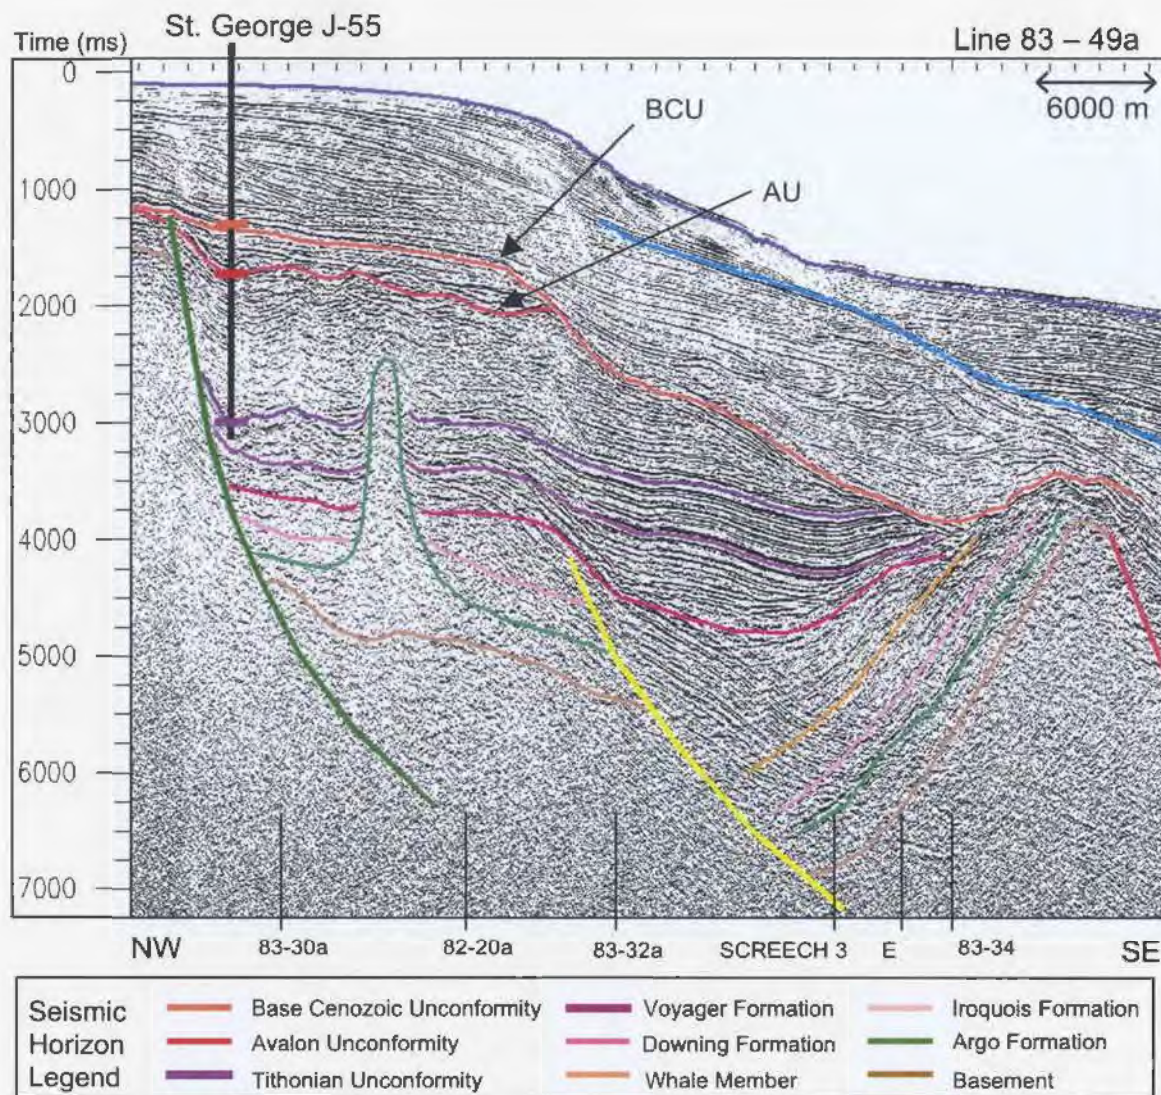 St. George J-55
Time (ms)
Line 83 – 49a
0
6000 m
BCU
1000
AU
2000
3000
4000
5000
6000
7000
NW 83-30a 82-20a 83-32a SCREECH 3 E 83-34 SE
Seismic Horizon Legend
Base Cenozoic Unconformity
Avalon Unconformity
Tithonian Unconformity
Voyager Formation
Downing Formation
Whale Member
Iroquois Formation
Argo Formation
Basement